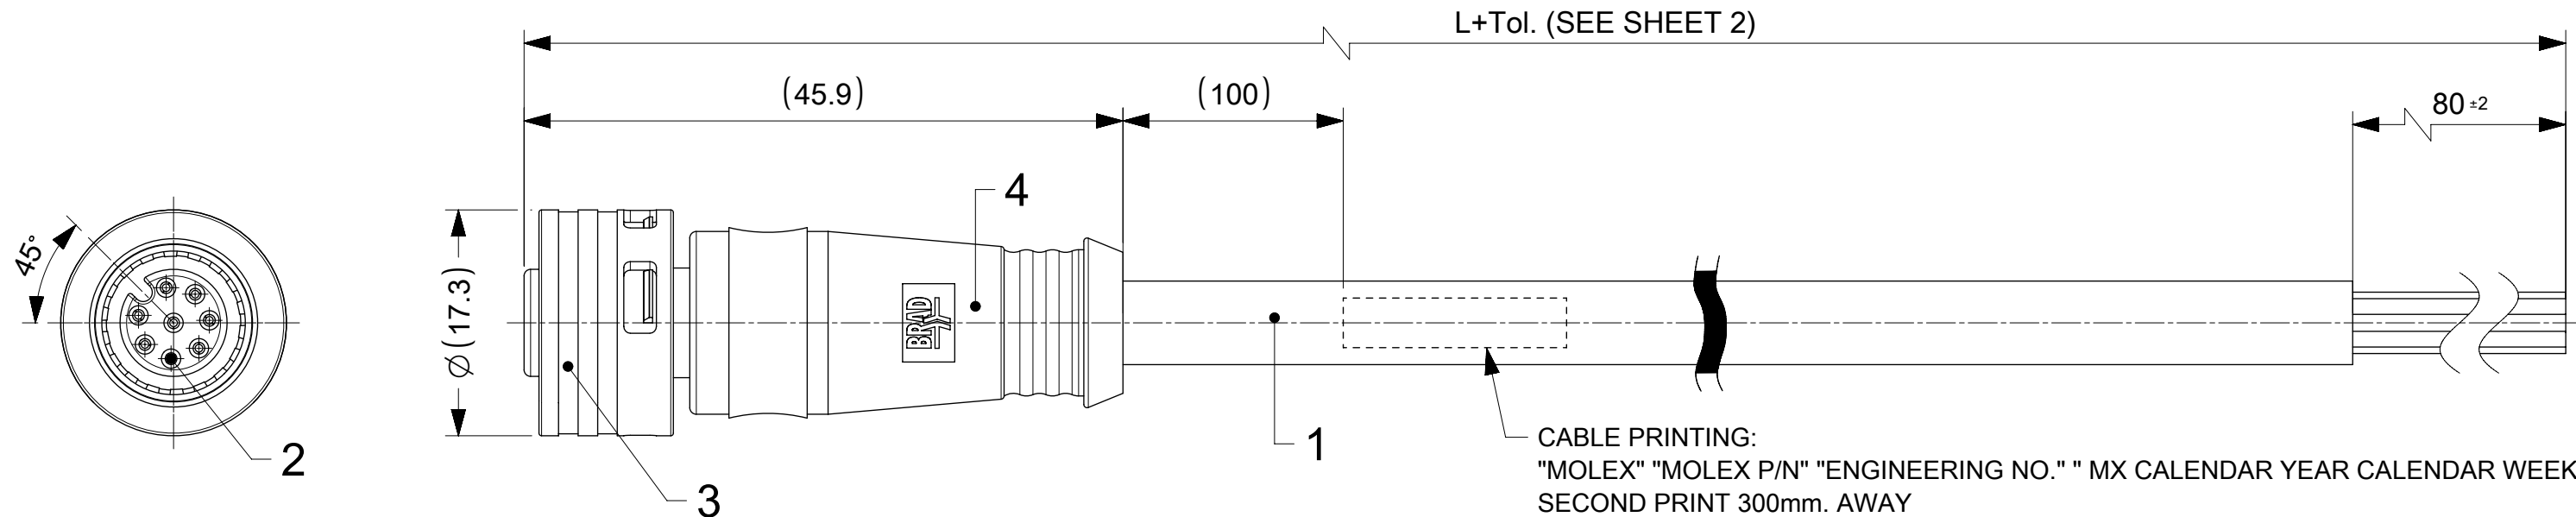 L+Tol. (SEE SHEET 2)
(45.9)
(100)
80 ±2
45°
Ø(17.3)
4
BRAD
2
3
1
CABLE PRINTING:
"MOLEX" "MOLEX P/N" "ENGINEERING NO." " MX CALENDAR YEAR CALENDAR WEEK
SECOND PRINT 300mm. AWAY